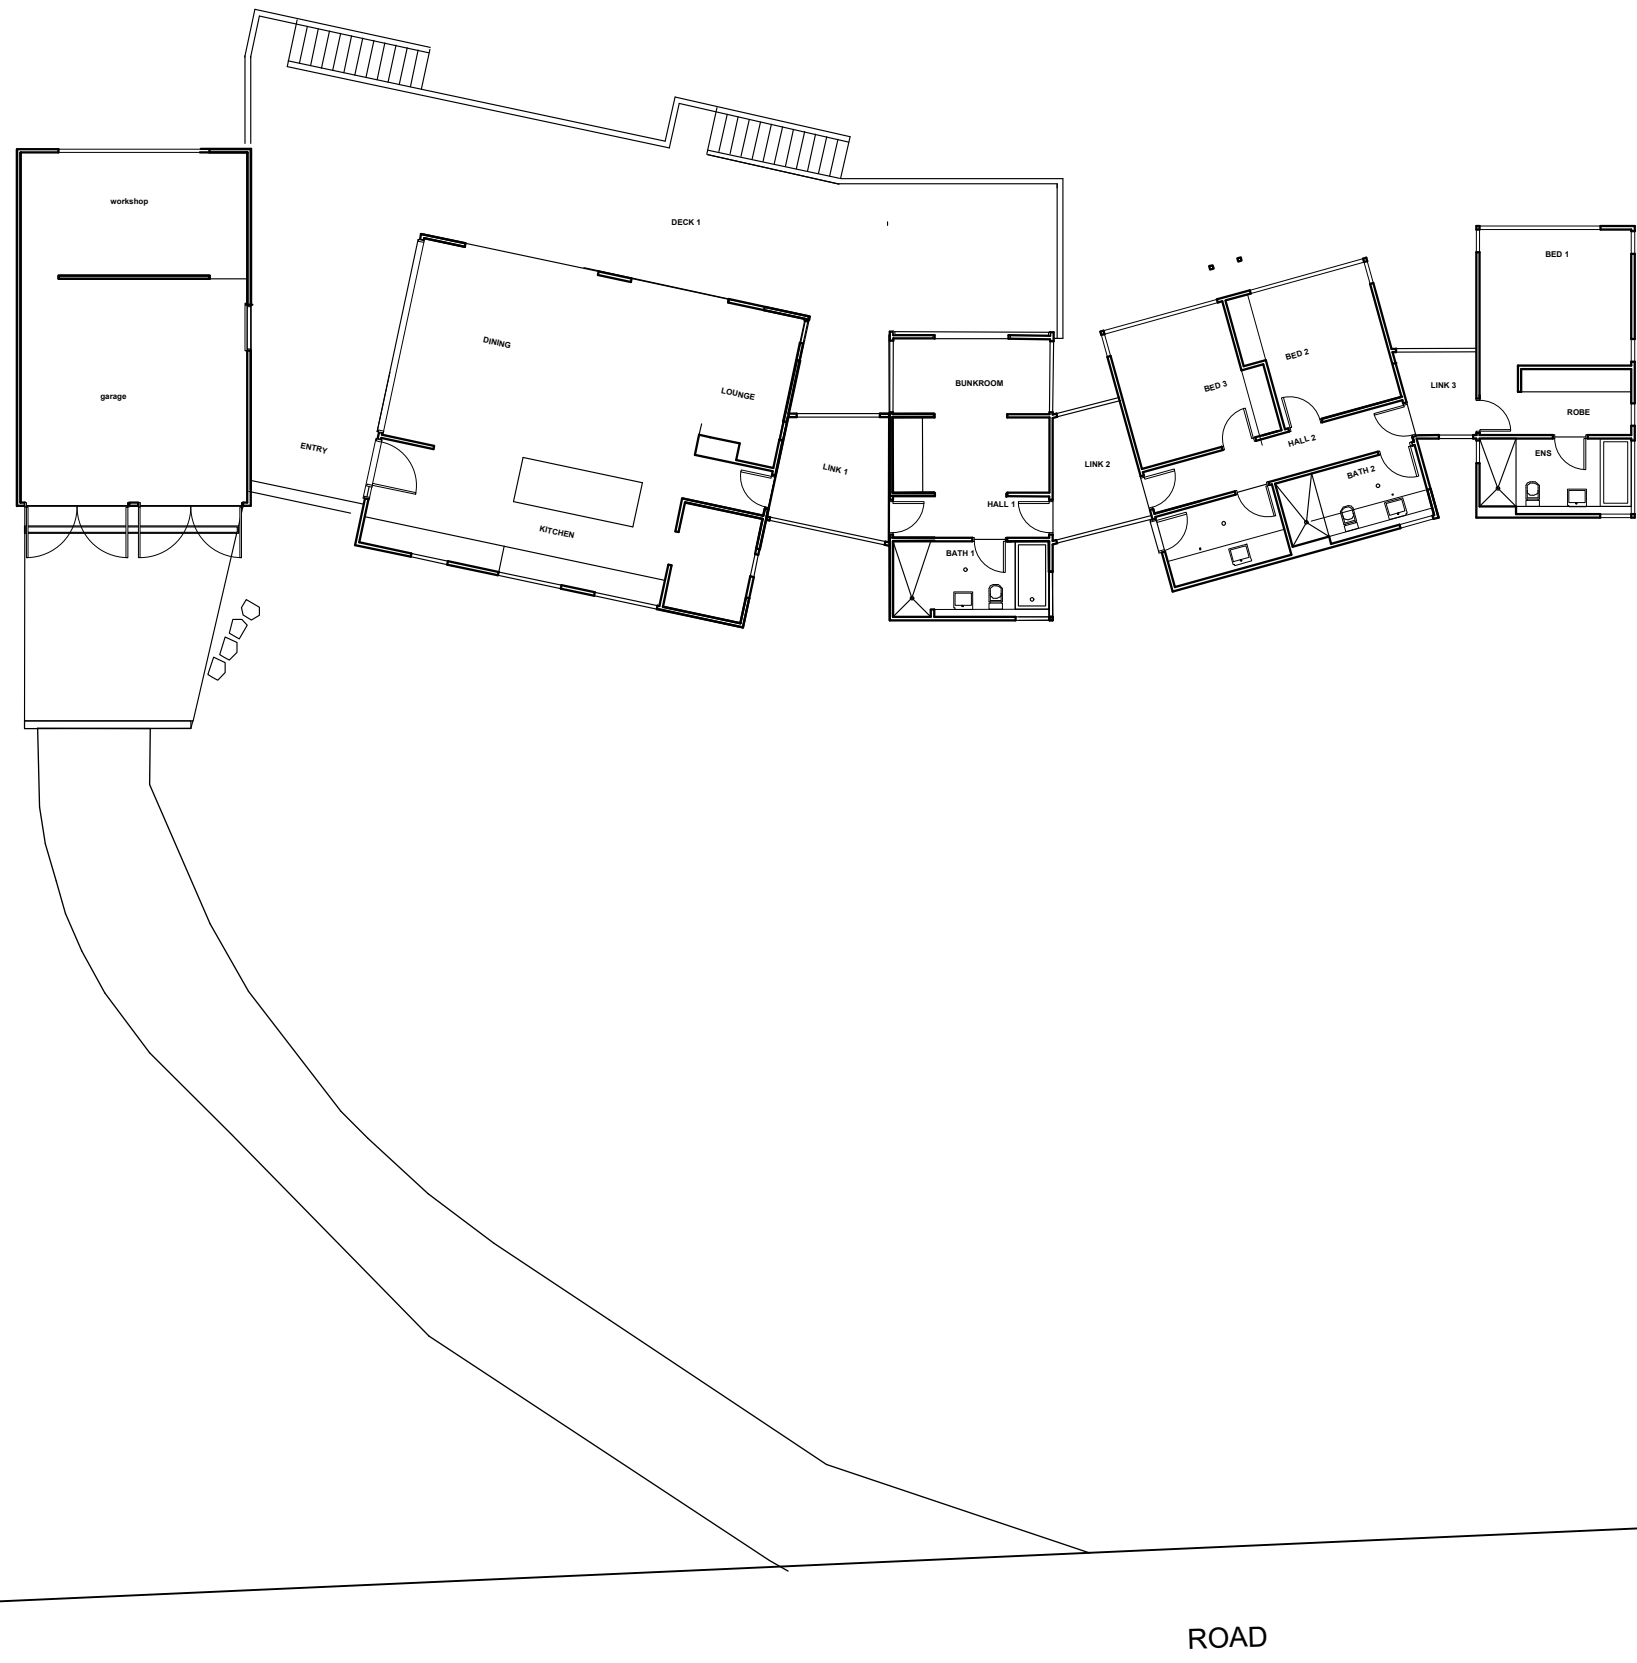 workshop
DECK 1
BED 1
DINING
BED 2
BUNKROOM
BED 3
LINK 3
LOUNGE
garage
ROBE
HALL 2
ENTRY
ENS
LINK 1
LINK 2
BATH 2
HALL 1
KITCHEN
BATH 1
ROAD